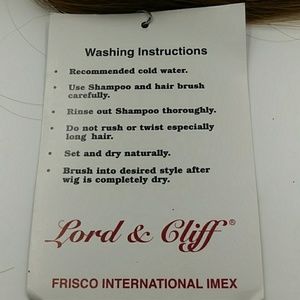 Washing Instructions
• Recommended cold water.
• Use Shampoo and hair brush
carefully.
• Rinse out Shampoo thoroughly.
• Do not rush or twist especially
long hair.
• Set and dry naturally.
• Brush into desired style after
wig is completely dry.
Lord & Cliff®
FRISCO INTERNATIONAL IMEX